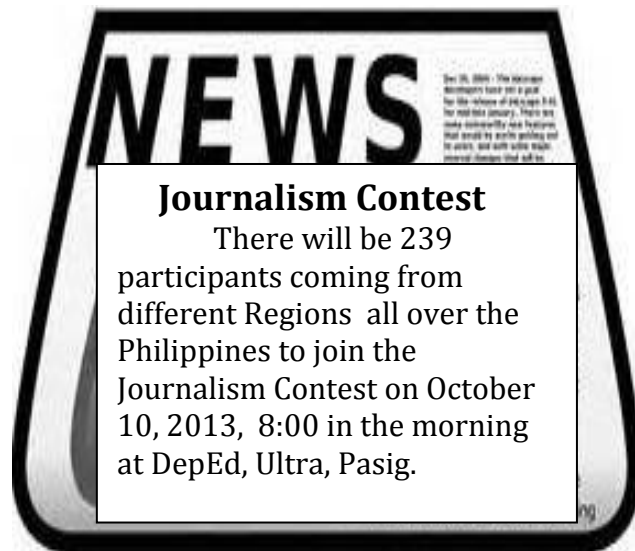 NEWS
Journalism Contest
There will be 239
participants coming from
different Regions all over the
Philippines to join the
Journalism Contest on October
10, 2013, 8:00 in the morning
at DepEd, Ultra, Pasig.